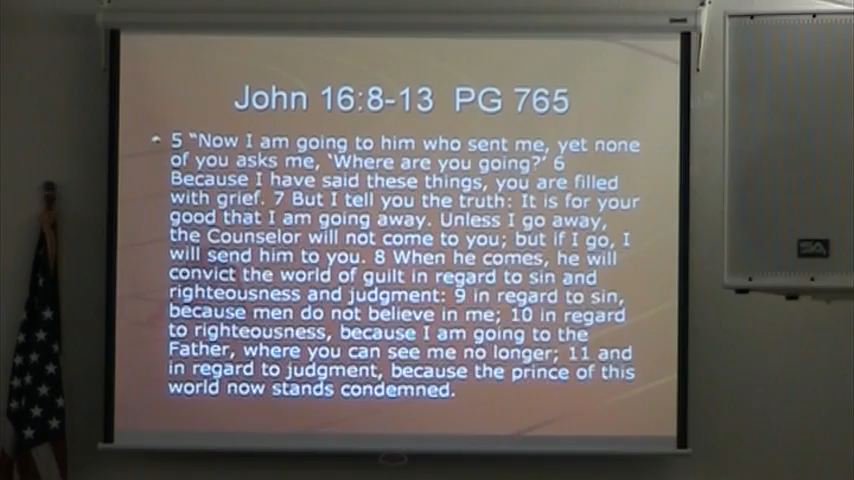 John 16:8-13 PG 765
5 "Now I am going to him who sent me, yet none
of you asks me, 'Where are you going?' 6
Because I have said these things, you are filled
with grief. 7 But I tell you the truth: It is for your
good that I am going away. Unless I go away,
the Counselor will not come to you; but if I go, I
will send him to you. 8 When he comes, he will
convict the world of guilt in regard to sin and
righteousness and judgment: 9 in regard to sin,
because men do not believe in me; 10 in regard
to righteousness, because I am going to the
Father, where you can see me no longer; 11 and
in regard to judgment, because the prince of this
world now stands condemned.